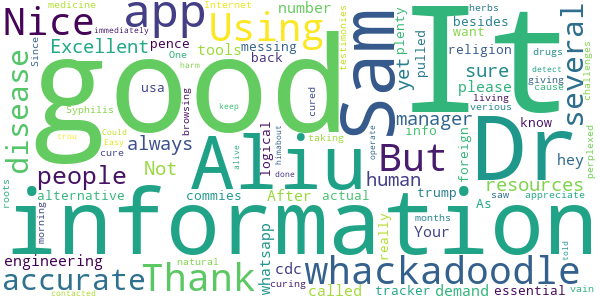 medicine Internet herbs
immediately
Nice app Using number besides want drugs
Since
Excellent pence tools messing back
Sam It
several
yet plenty
pulled
religion
testimonies
detect
giving
challenges
One
harm
good
disease
usa
Syphilis
browsing
cured
sure please
living
verious
cause
Could
Easy
cure
always
logical
keep
manager
info
know
perplexed
Dr
people Not
Aliu
taking
himabout
done
But
human
foreign
hey
alternative
After
actual
alive
operate
trump
saw
resources
As
really
appreciate
trou
roots
morning
commies
information
months
Your
told
engineering
natural
whatsapp
cdc
curing
called
whackadoodle
accurate
Thank
contacted
tracker demand essential vain